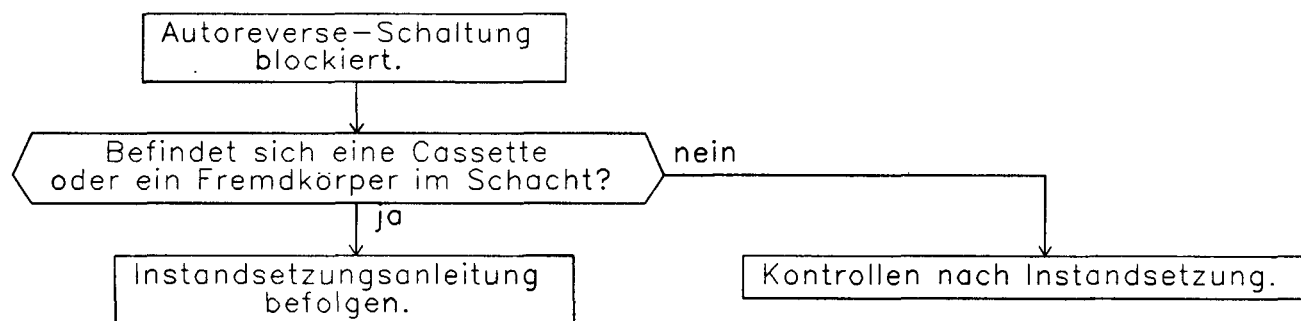 Autoreverse-Schaltung
blockiert.
Befindet sich eine Cassette
oder ein Fremdkörper im Schacht?
nein
ja
Instandsetzungsanleitung
befolgen.
Kontrollen nach Instandsetzung.